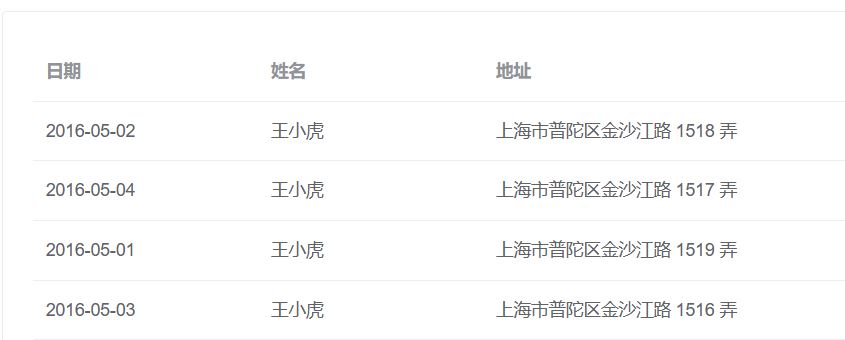 日期 姓名 地址
2016-05-02 王小虎 上海市普陀区金沙江路 1518 弄
2016-05-04 王小虎 上海市普陀区金沙江路 1517 弄
2016-05-01 王小虎 上海市普陀区金沙江路 1519 弄
2016-05-03 王小虎 上海市普陀区金沙江路 1516 弄